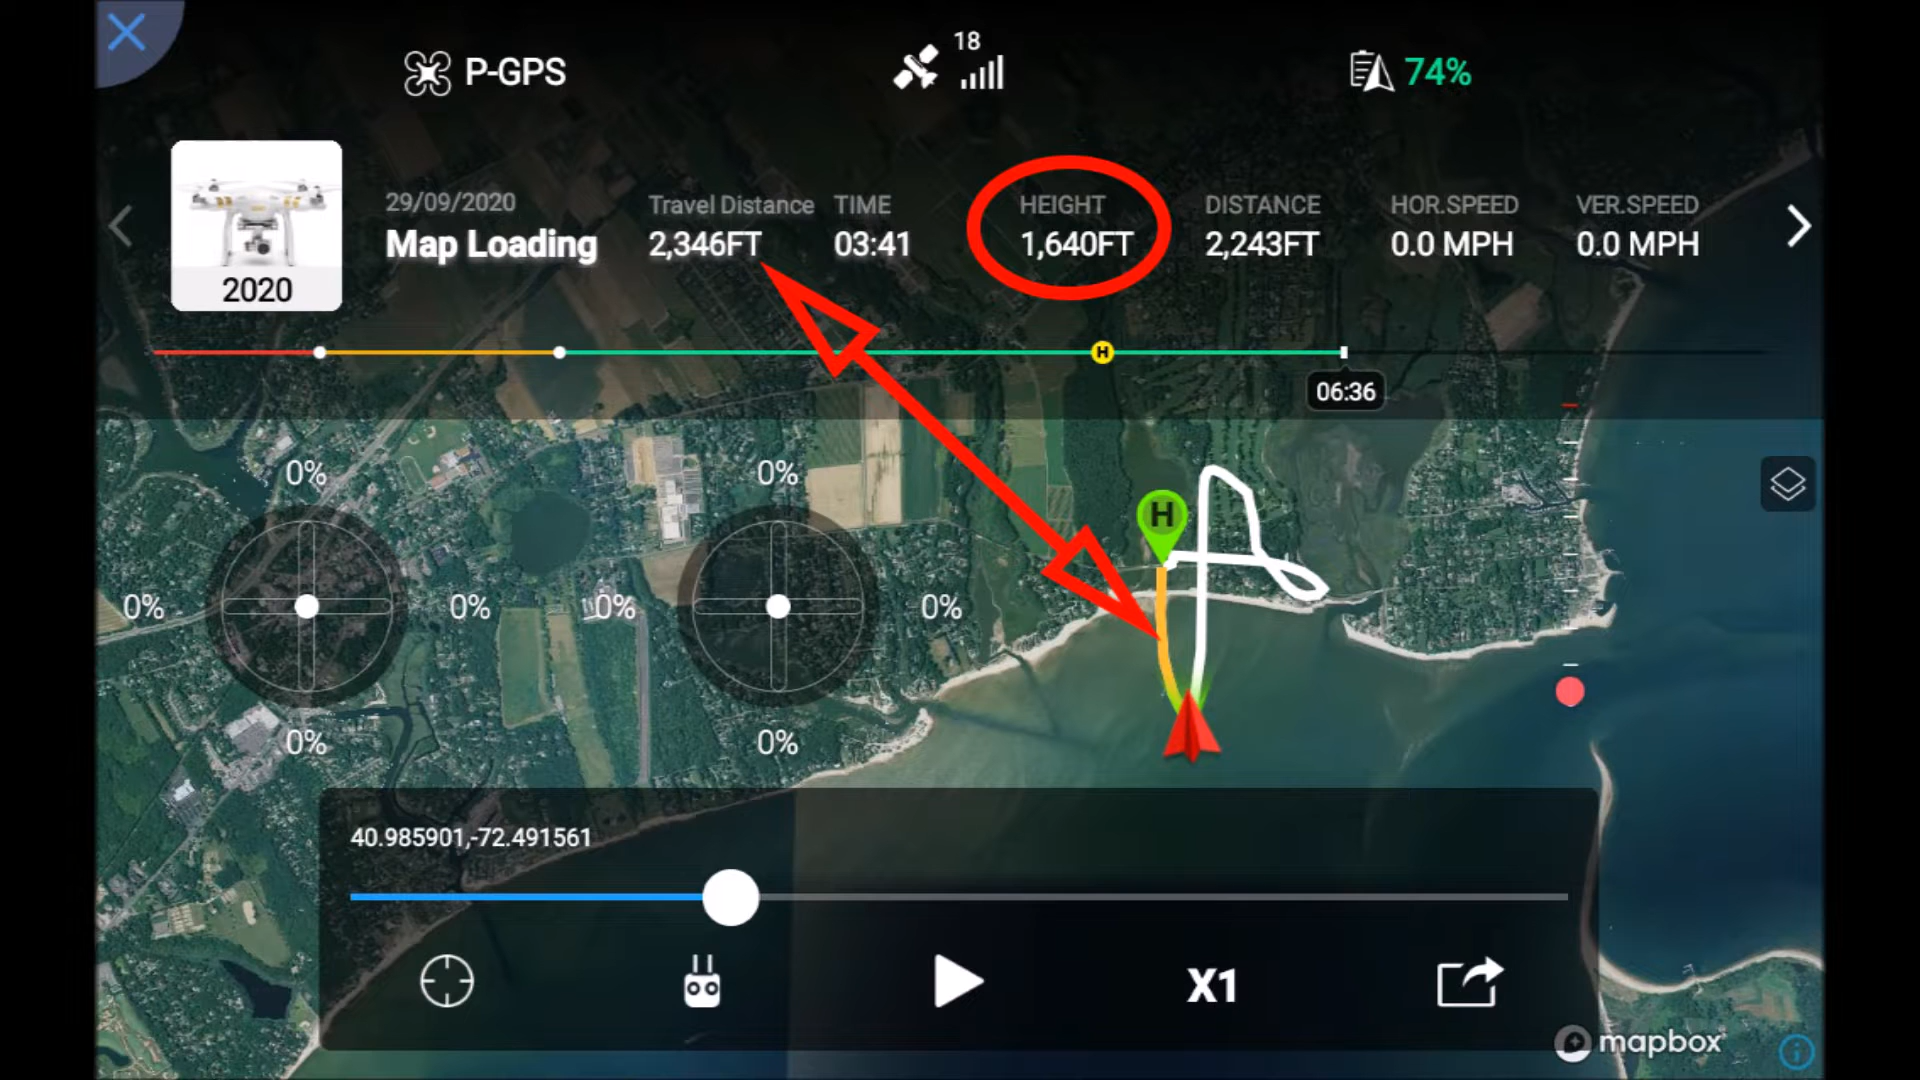 P-GPS
18
74%
29/09/2020
Map Loading
2020
Travel Distance
2,346FT
TIME
03:41
HEIGHT
1,640FT
DISTANCE
2,243FT
HOR.SPEED
0.0 MPH
VER.SPEED
0.0 MPH
H
06:36
0%
0%
H
0%
0%
0%
0%
0%
0%
40.985901,-72.491561
X1
mapbox